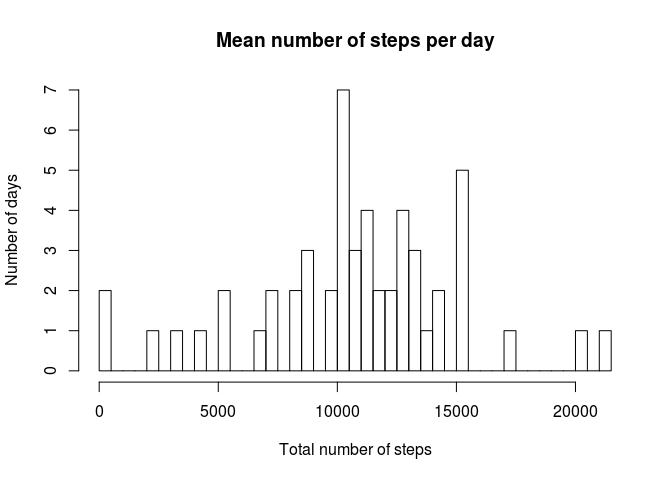 Mean number of steps per day
7
6
5
4
3
2
1
0
Number of days
0 5000 10000 15000 20000
Total number of steps